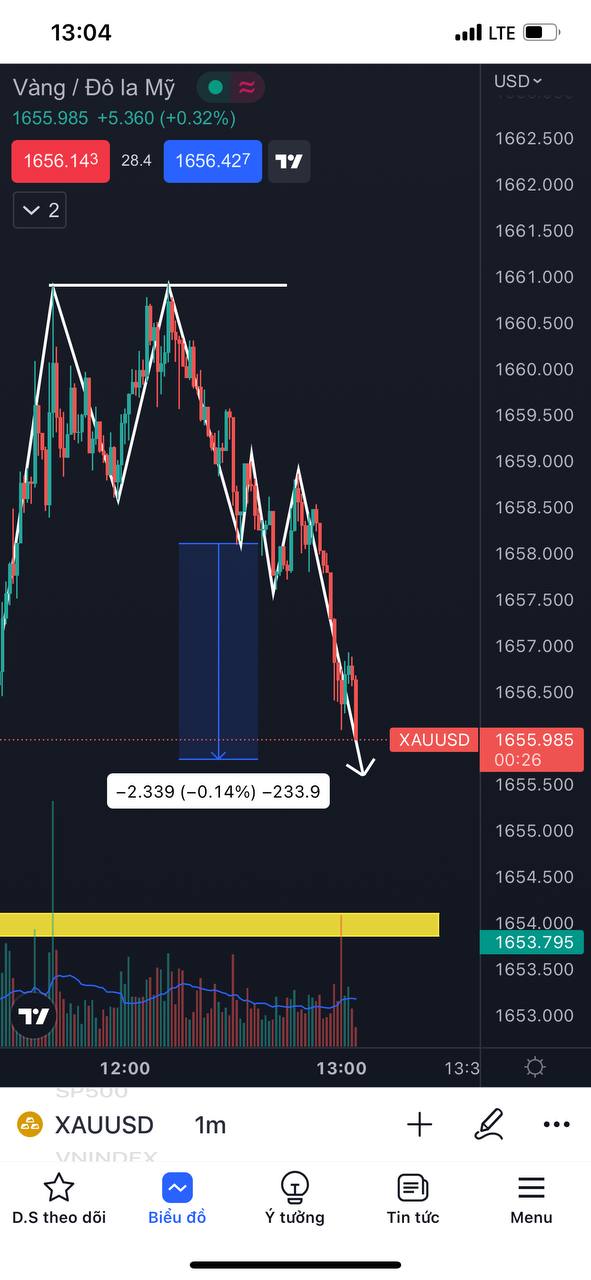 13:04
LTE
Vàng / Đô la Mỹ
USD
1655.985 +5.360 (+0.32%)
1656.143 28.4 1656.427
2
1662.500
1662.000
1661.500
1661.000
1660.500
1660.000
1659.500
1659.000
1658.500
1658.000
1657.500
1657.000
1656.500
XAUUSD 1655.985
00:26
1655.500
−2.339 (−0.14%) −233.9
1655.000
1654.500
1654.000
1653.795
1653.500
1653.000
12:00 13:00 13:3
SP500
XAUUSD 1m
VNINDEX
D.S theo dõi Biểu đồ Ý tưởng Tin tức Menu